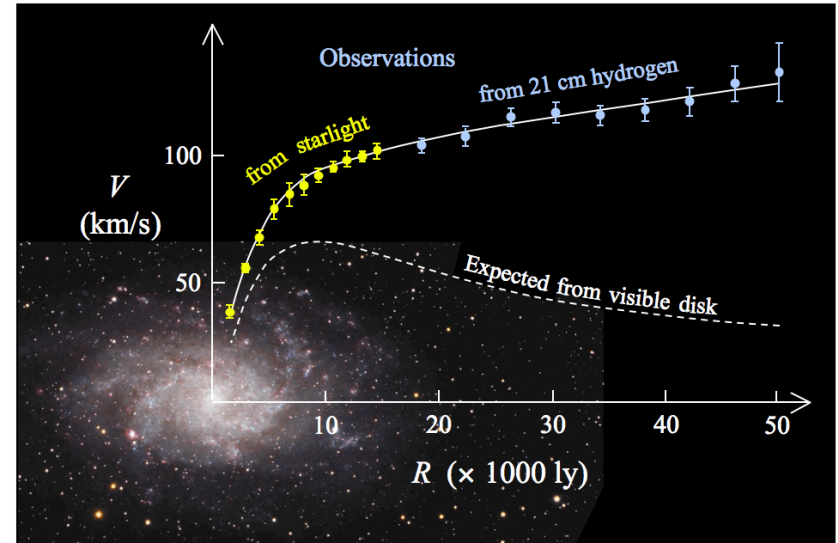 Observations
from 21 cm hydrogen
from starlight
100
V
(km/s)
50
Expected from visible disk
10
20
30
40
50
R (× 1000 ly)